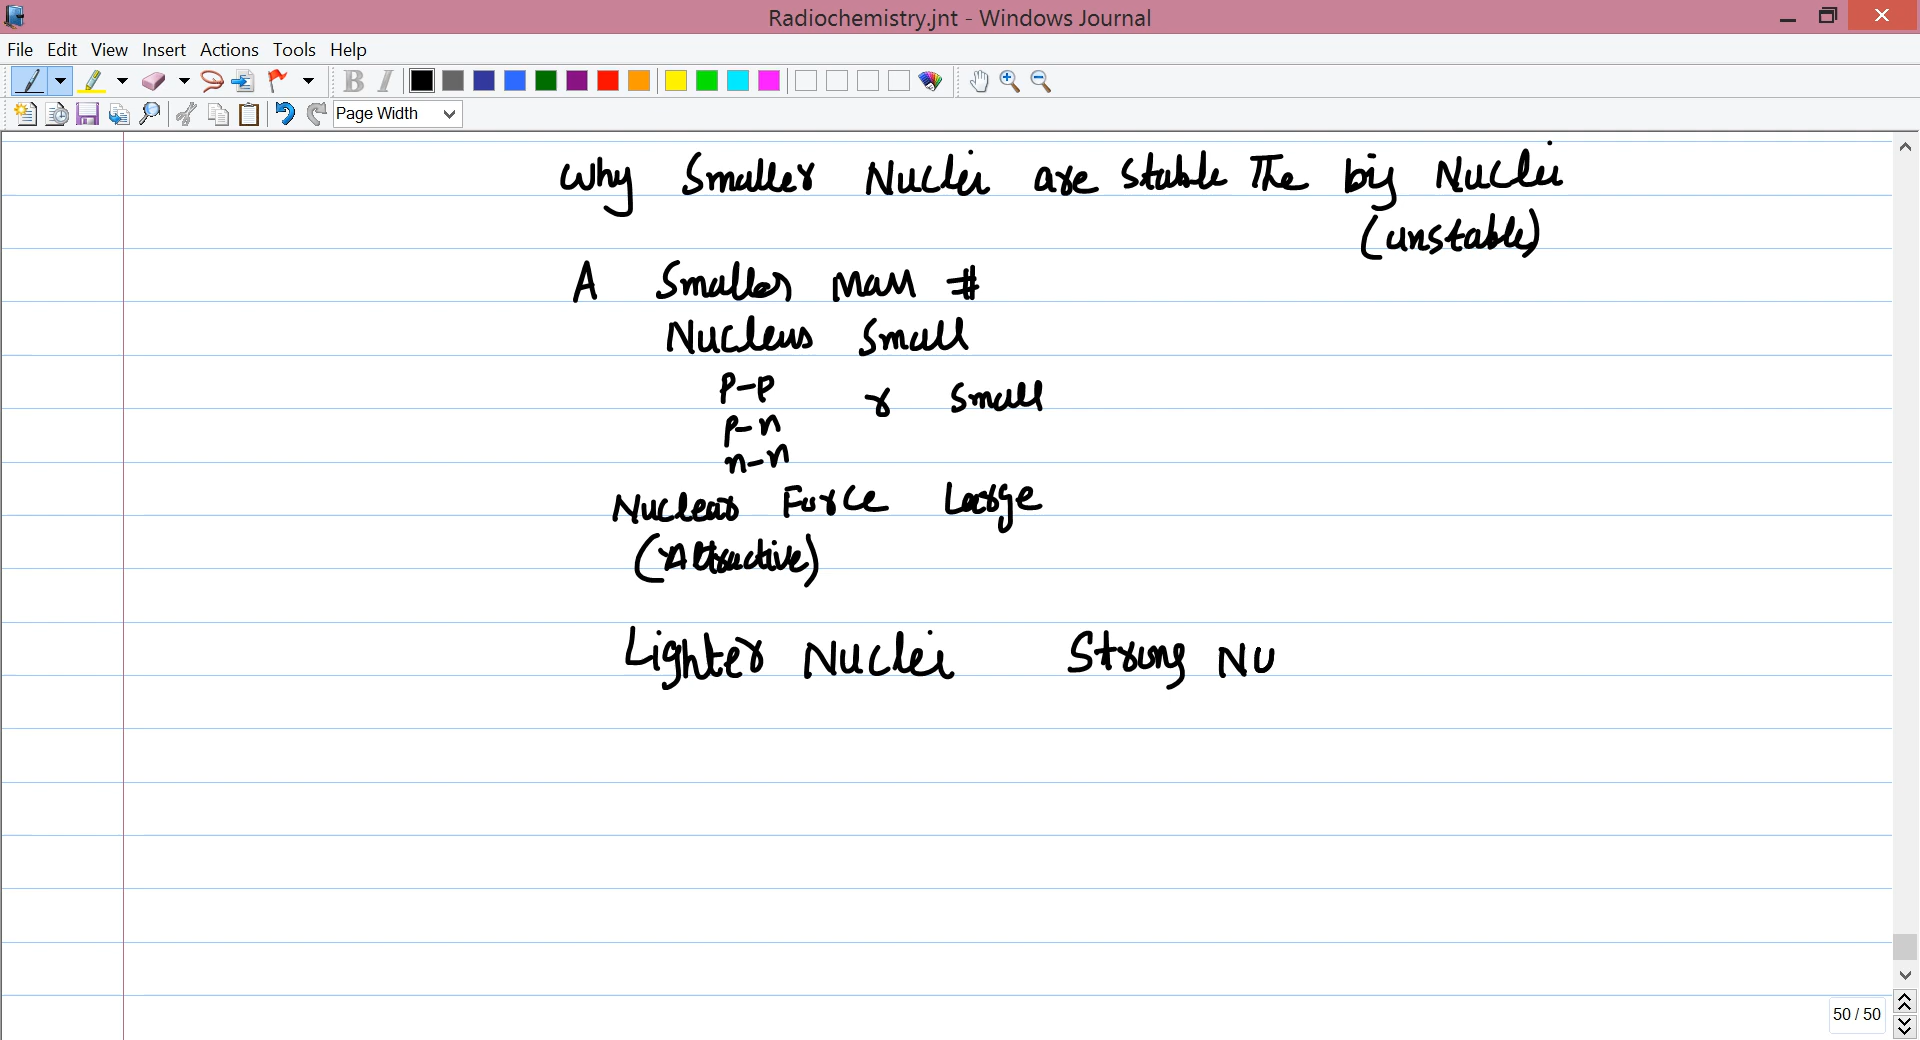 Radiochemistry.jnt - Windows Journal
File Edit View Insert Actions Tools Help
B I
Page Width
Why Smaller Nuclei are Stable The big Nuclei
(unstable)
A Smaller Mass #
Nucleus Small
p-p
r Small
p-n
n-n
Nuclear Force Large
(Attractive)
Lighter Nuclei Strong NU
50 / 50